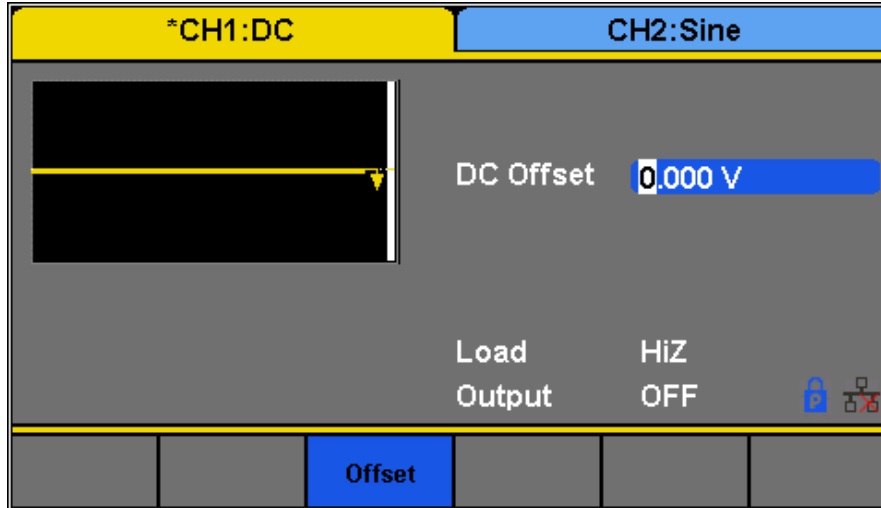 *CH1:DC
CH2:Sine
DC Offset 0.000 V
Load HiZ
Output OFF
P
Offset